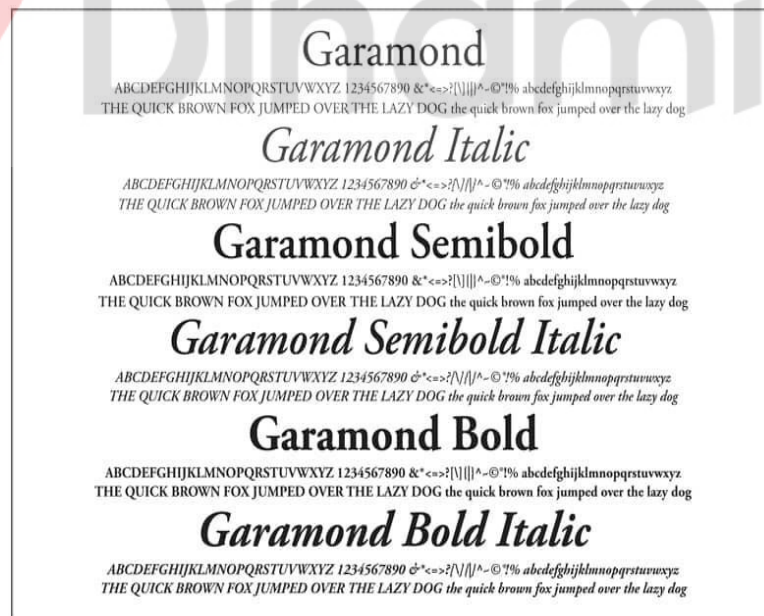 Garamond
ABCDEFGHIJKLMNOPQRSTUVWXYZ 1234567890 &*<=>?[\]{|}^~©"!% abcdefghijklmnopqrstuvwxyz
THE QUICK BROWN FOX JUMPED OVER THE LAZY DOG the quick brown fox jumped over the lazy dog
Garamond Italic
ABCDEFGHIJKLMNOPQRSTUVWXYZ 1234567890 &*<=>?[\]{|}^~©"!% abcdefghijklmnopqrstuvwxyz
THE QUICK BROWN FOX JUMPED OVER THE LAZY DOG the quick brown fox jumped over the lazy dog
Garamond Semibold
ABCDEFGHIJKLMNOPQRSTUVWXYZ 1234567890 &*<=>?[\]{|}^~©"!% abcdefghijklmnopqrstuvwxyz
THE QUICK BROWN FOX JUMPED OVER THE LAZY DOG the quick brown fox jumped over the lazy dog
Garamond Semibold Italic
ABCDEFGHIJKLMNOPQRSTUVWXYZ 1234567890 &*<=>?[\]{|}^~©"!% abcdefghijklmnopqrstuvwxyz
THE QUICK BROWN FOX JUMPED OVER THE LAZY DOG the quick brown fox jumped over the lazy dog
Garamond Bold
ABCDEFGHIJKLMNOPQRSTUVWXYZ 1234567890 &*<=>?[\]{|}^~©"!% abcdefghijklmnopqrstuvwxyz
THE QUICK BROWN FOX JUMPED OVER THE LAZY DOG the quick brown fox jumped over the lazy dog
Garamond Bold Italic
ABCDEFGHIJKLMNOPQRSTUVWXYZ 1234567890 &*<=>?[\]{|}^~©"!% abcdefghijklmnopqrstuvwxyz
THE QUICK BROWN FOX JUMPED OVER THE LAZY DOG the quick brown fox jumped over the lazy dog